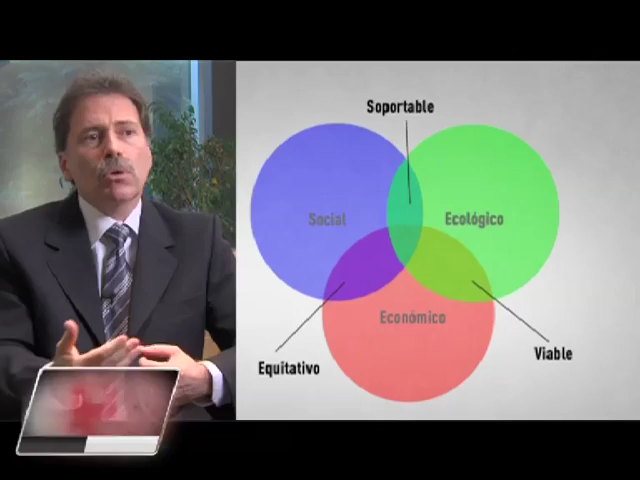 Soportable
Social
Ecológico
Económico
Viable
Equitativo